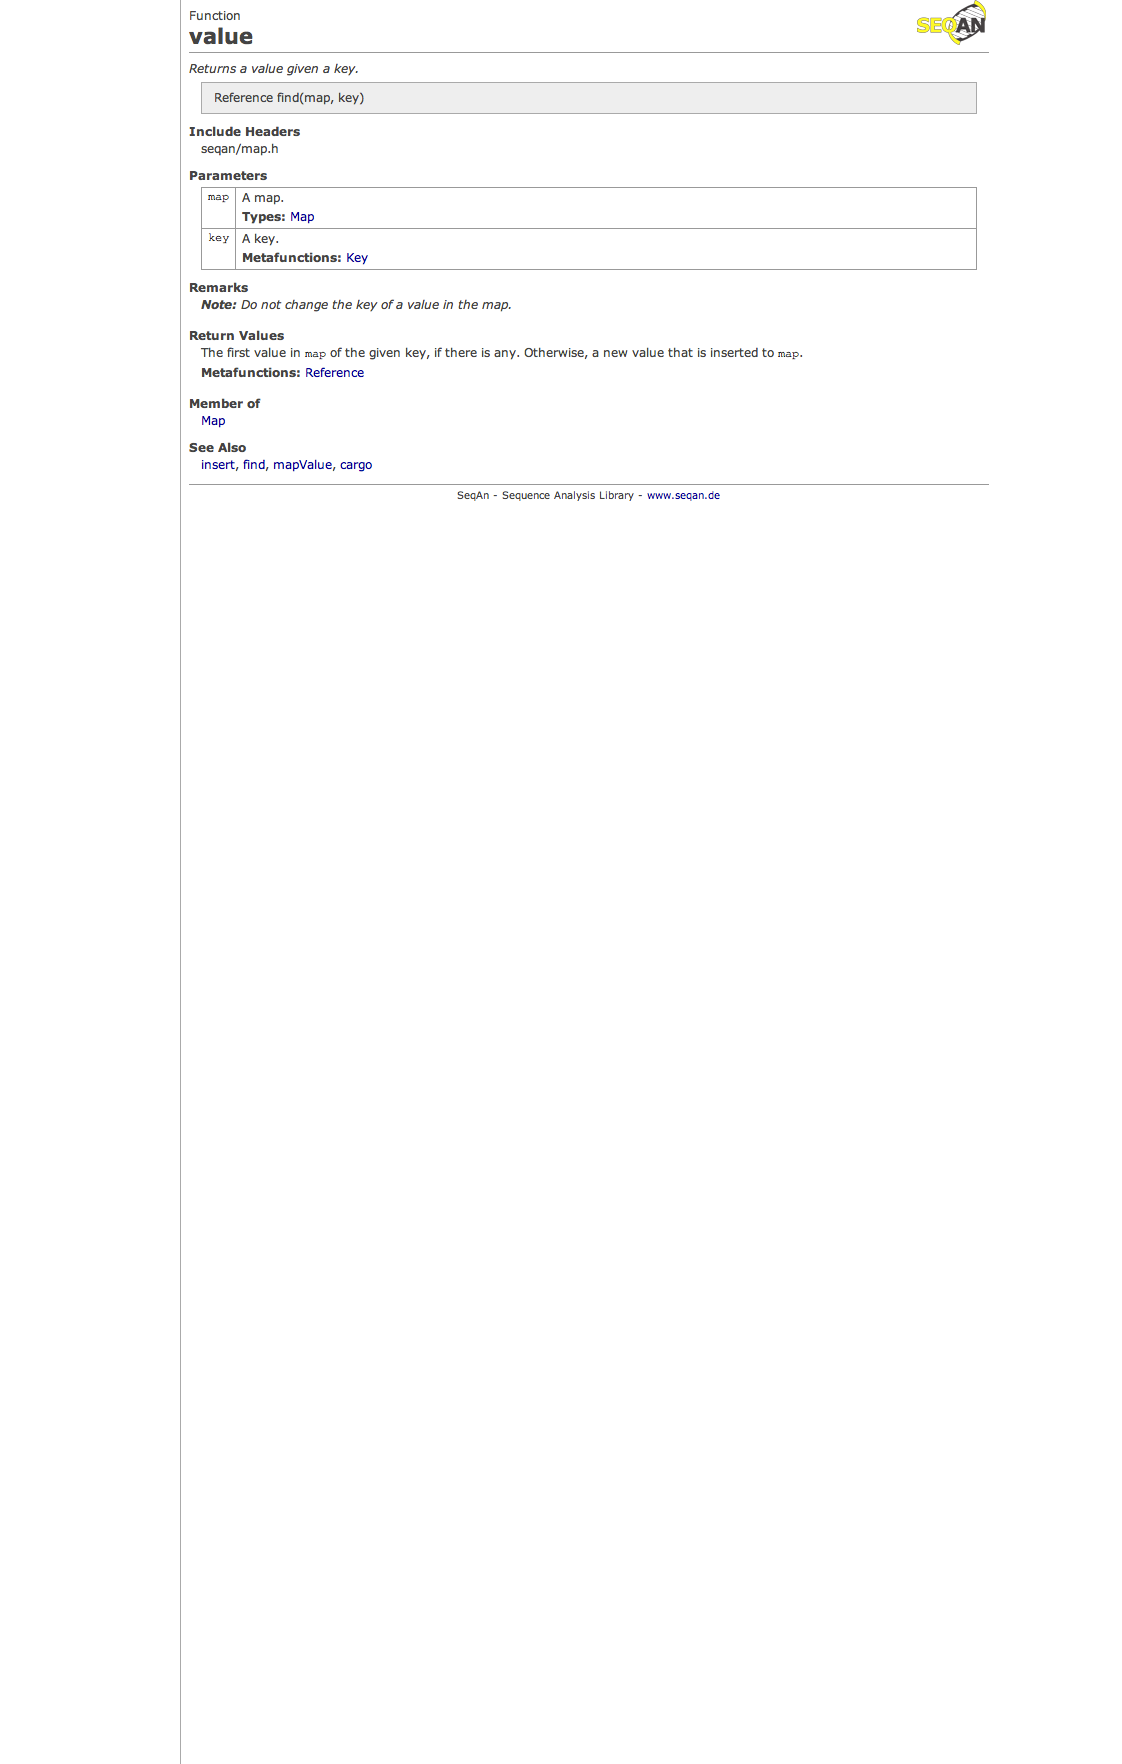 Function
value
SEQAN
Returns a value given a key.
Reference find(map, key)
Include Headers
seqan/map.h
Parameters
map A map.
Types: Map
key A key.
Metafunctions: Key
Remarks
Note: Do not change the key of a value in the map.
Return Values
The first value in map of the given key, if there is any. Otherwise, a new value that is inserted to map.
Metafunctions: Reference
Member of
Map
See Also
insert, find, mapValue, cargo
SeqAn - Sequence Analysis Library - www.seqan.de